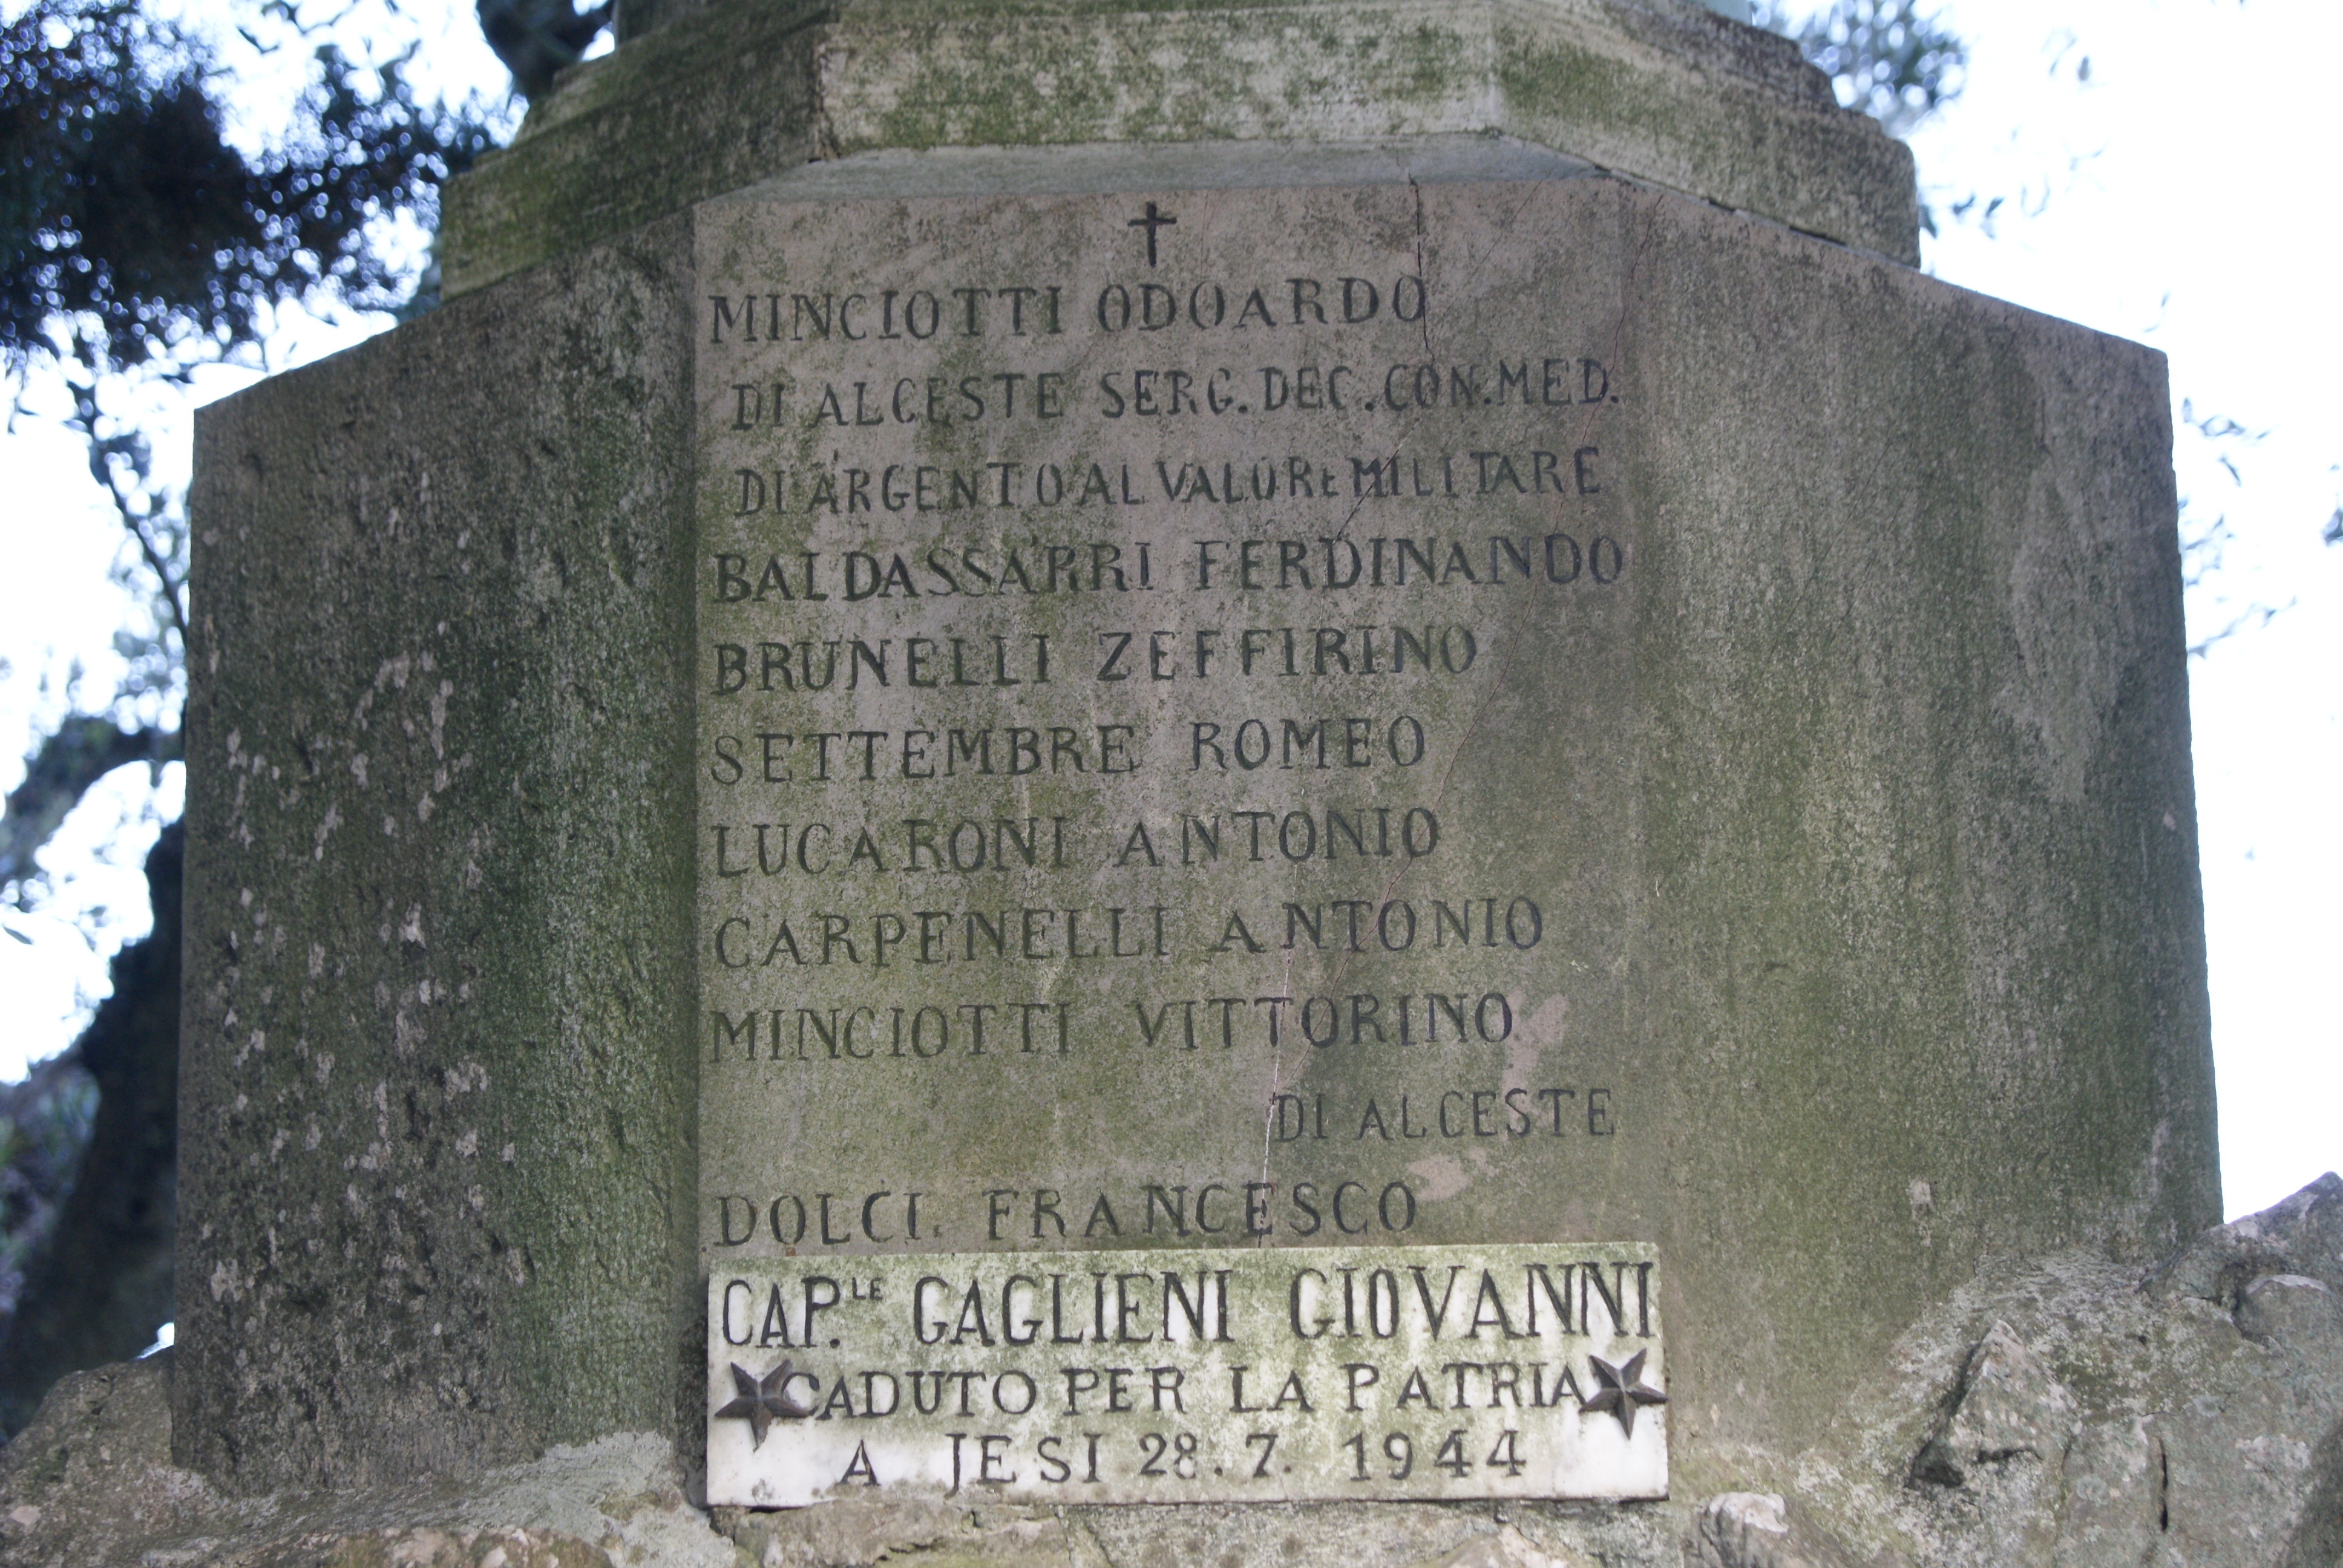 MINCIOTTI ODOARDO
DI ALCESTE SERG. DEC. CON. MED.
DI ARGENTO AL VALORE MILITARE
BALDASSARRI FERDINANDO
BRUNELLI ZEFFIRINO
SETTEMBRE ROMEO
LUCARONI ANTONIO
CARPENELLI ANTONIO
MINCIOTTI VITTORINO
DI ALCESTE
DOLCI FRANCESCO
CAP.LE GAGLIENI GIOVANNI
CADUTO PER LA PATRIA
A JESI 28.7.1944